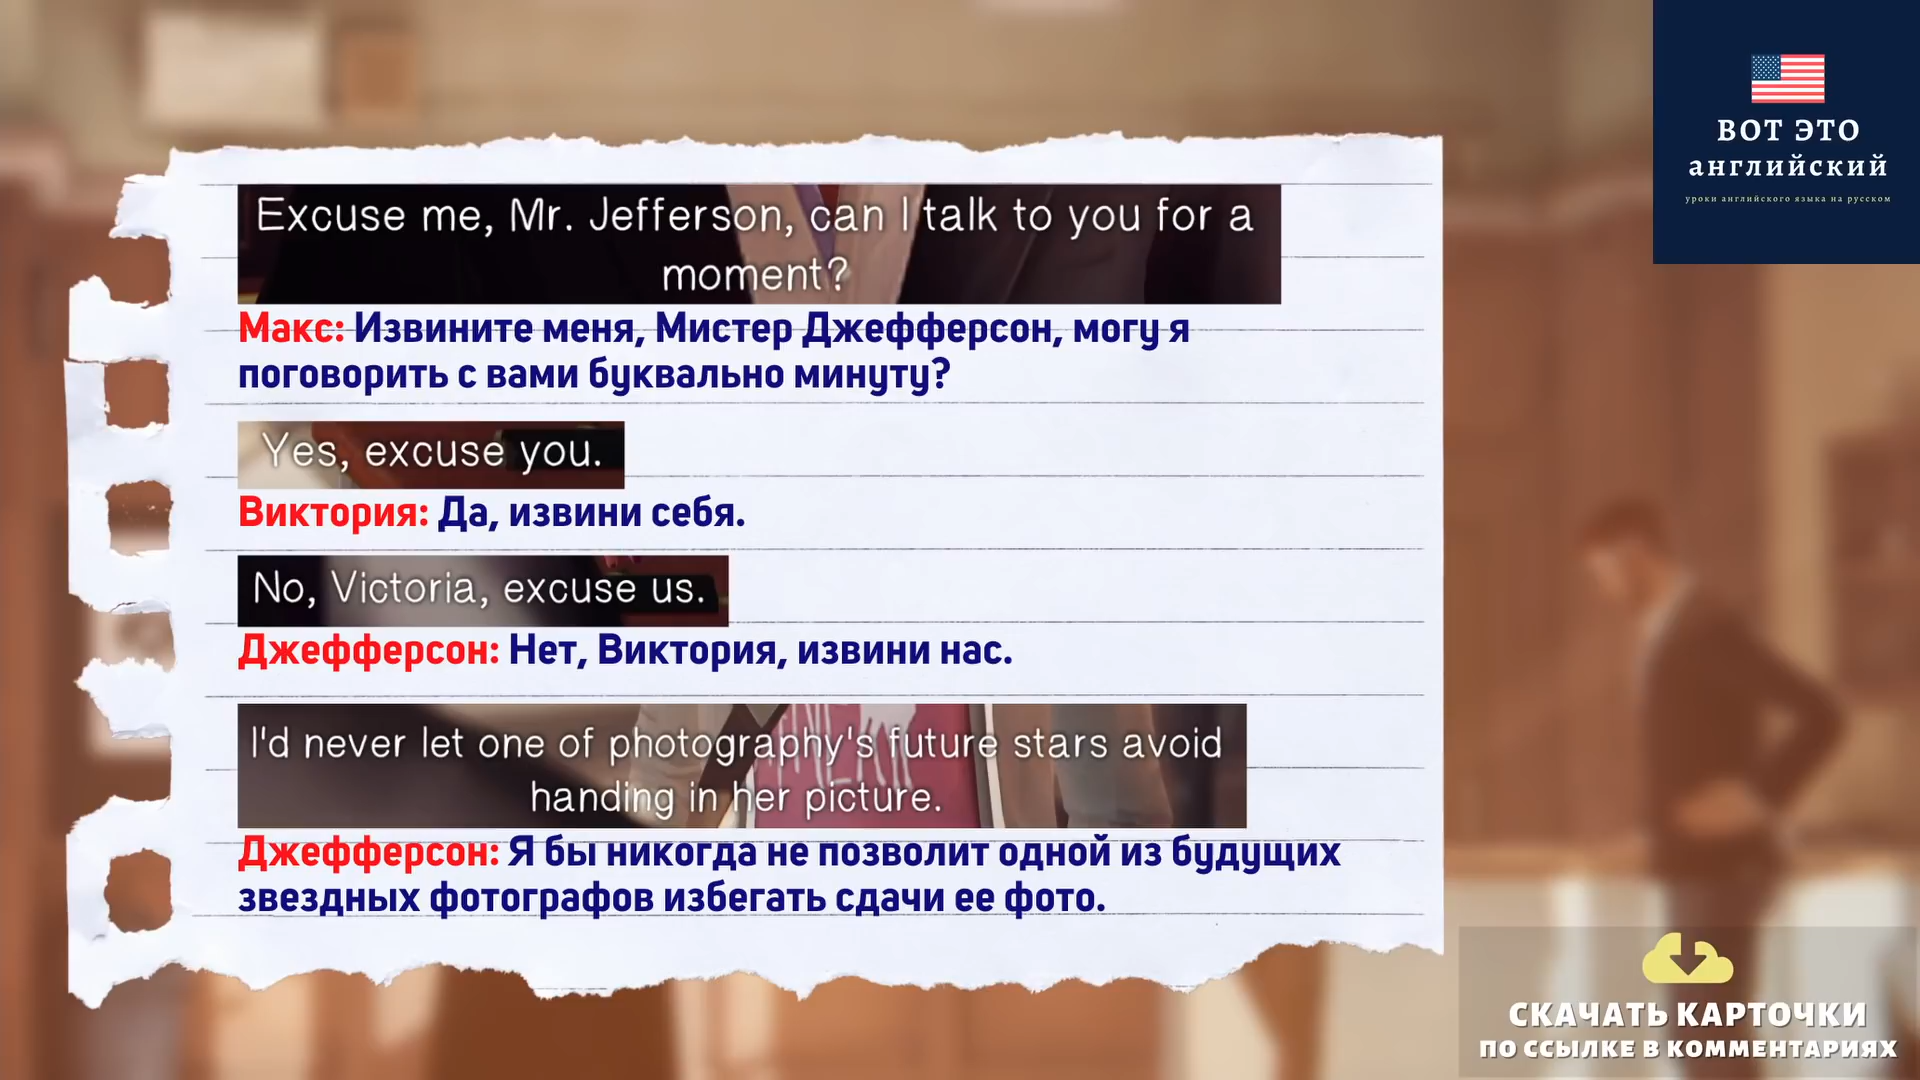 ВОТ ЭТО
английский
уроки английского языка на русском
Excuse me, Mr. Jefferson, can I talk to you for a
moment?
Макс: Извините меня, Мистер Джефферсон, могу я
поговорить с вами буквально минуту?
Yes, excuse you.
Виктория: Да, извини себя.
No, Victoria, excuse us.
Джефферсон: Нет, Виктория, извини нас.
I'd never let one of photography's future stars avoid
handing in her picture.
Джефферсон: Я бы никогда не позволит одной из будущих
звездных фотографов избегать сдачи ее фото.
СКАЧАТЬ КАРТОЧКИ
ПО ССЫЛКЕ В КОММЕНТАРИЯХ